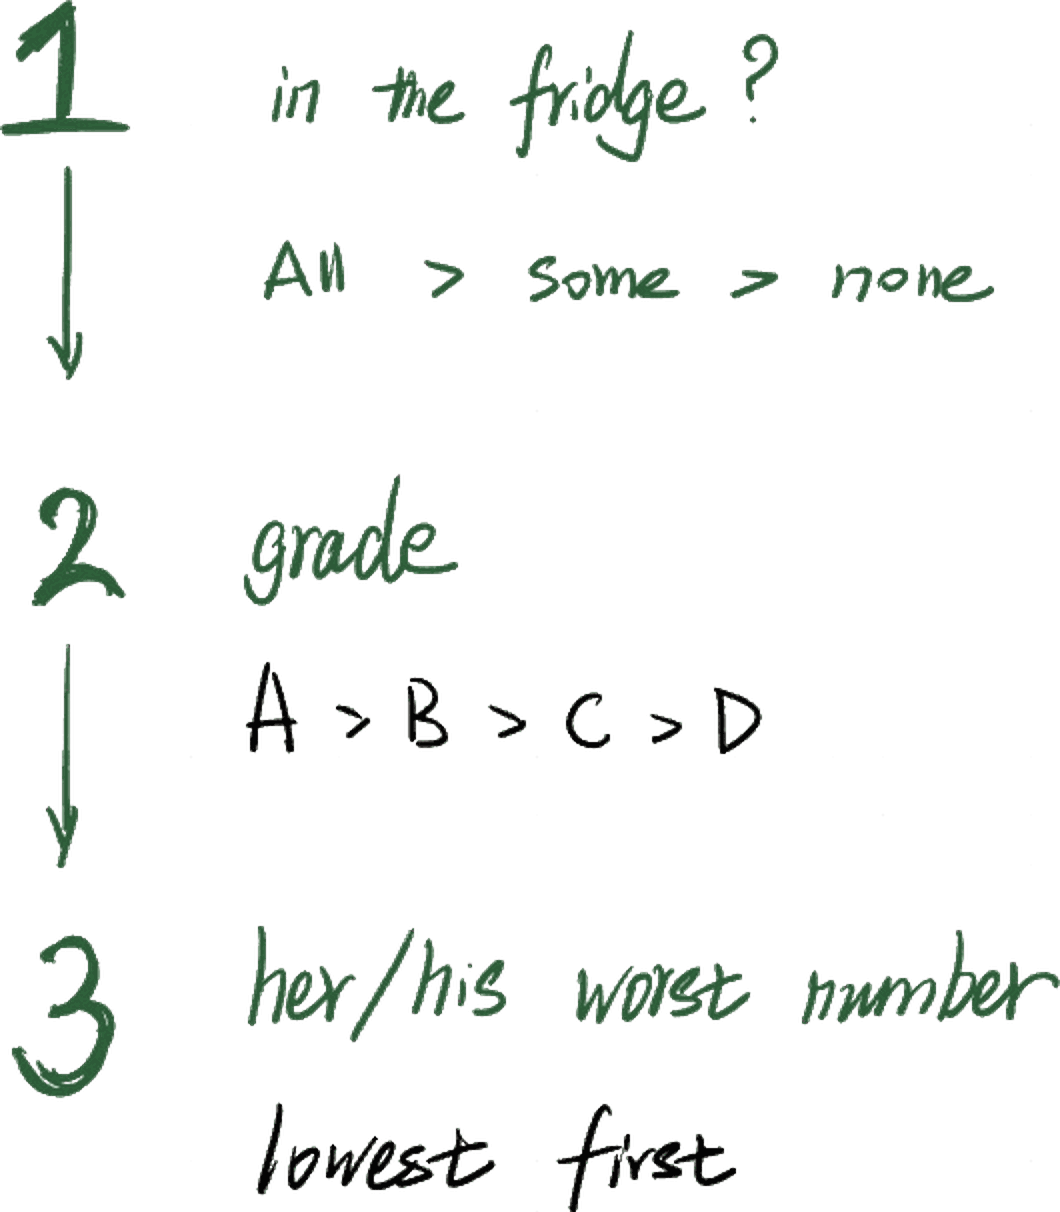 1 in the fridge?
All > some > none
2 grade
A > B > C > D
3 her/his worst number
lowest first